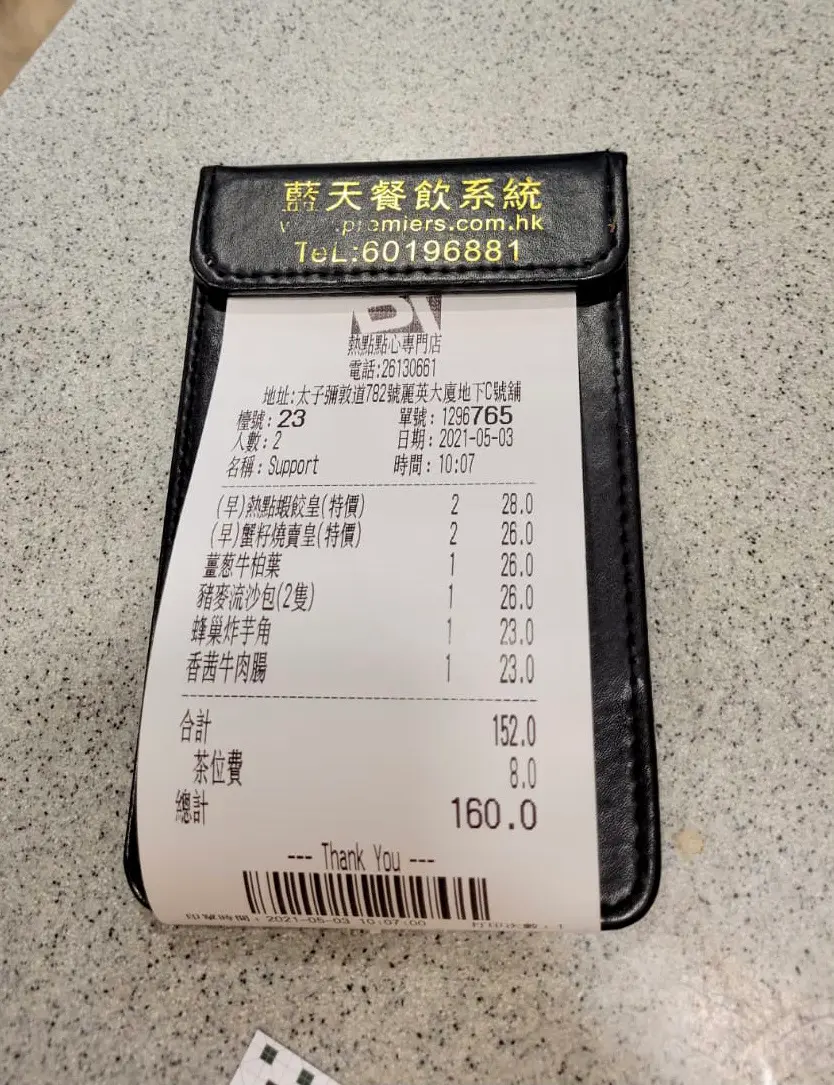 藍天餐飲系統
.premiers.com.hk
TeL:60196881
熱點點心專門店
電話:26130661
地址:太子彌敦道782號麗英大廈地下C號舖
檯號:23 單號:1296765
人數:2 日期:2021-05-03
名稱:Support 時間:10:07
(早)熱點蝦餃皇(特價) 2 28.0
(早)蟹籽燒賣皇(特價) 2 26.0
薑葱牛柏葉 1 26.0
豬麥流沙包(2隻) 1 26.0
蜂巢炸芋角 1 23.0
香茜牛肉腸 1 23.0
合計 152.0
茶位費 8.0
總計 160.0
--- Thank You ---
2021-05-03 10:07:00 1